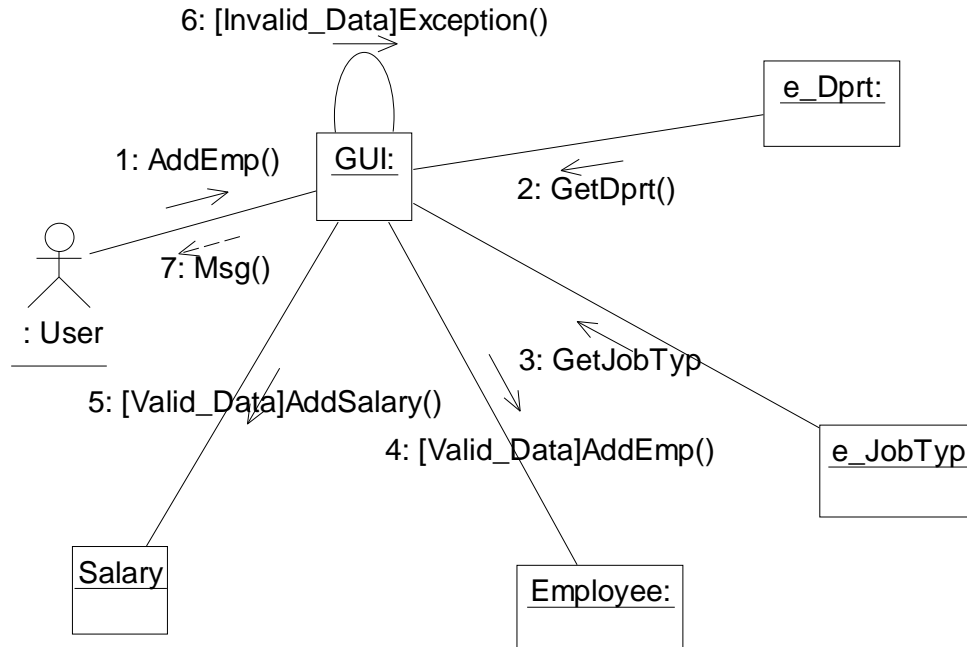 6: [Invalid_Data]Exception()
e_Dprt:
1: AddEmp()
GUI:
2: GetDprt()
7: Msg()
: User
3: GetJobTyp
5: [Valid_Data]AddSalary()
4: [Valid_Data]AddEmp()
e_JobTyp
Salary
Employee: